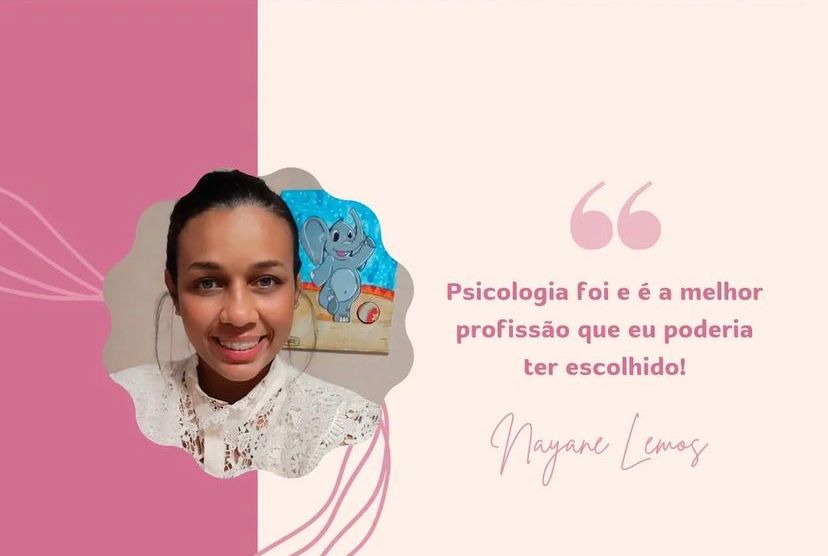 Psicologia foi e é a melhor
profissão que eu poderia
ter escolhido!
Nayane Lemos